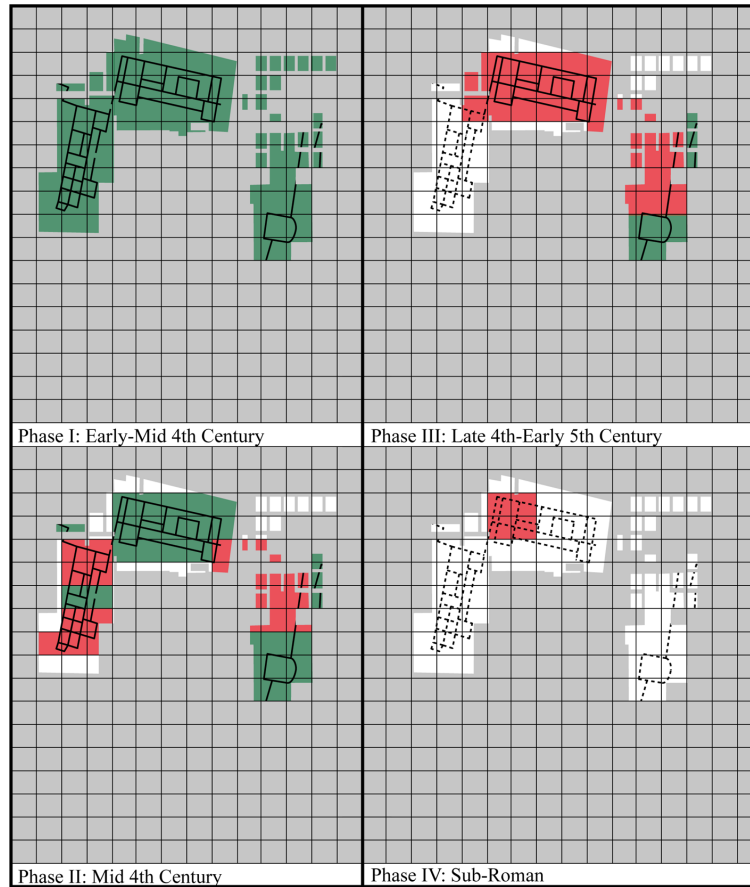 Phase I: Early-Mid 4th Century
Phase III: Late 4th-Early 5th Century
Phase II: Mid 4th Century
Phase IV: Sub-Roman